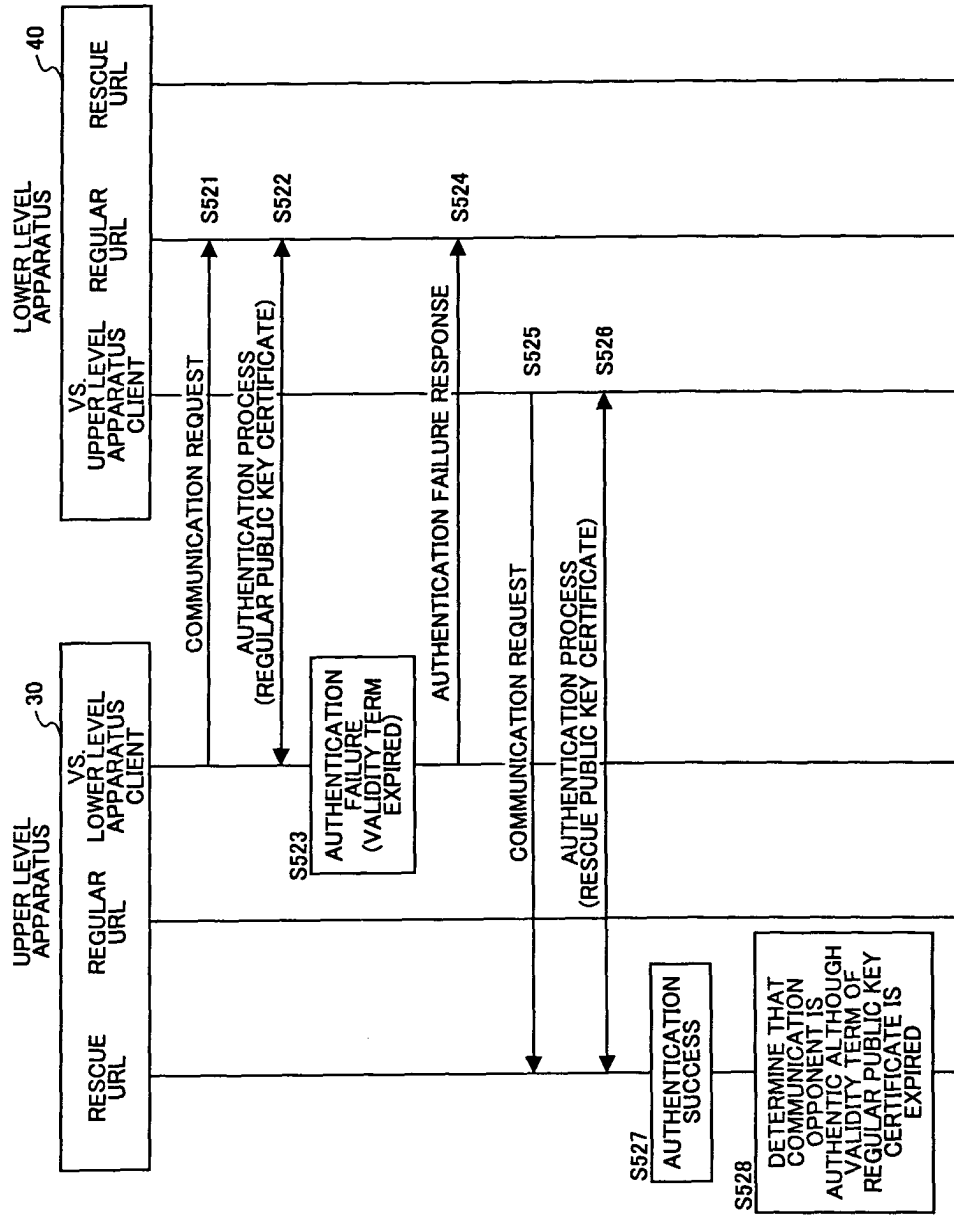 UPPER LEVEL
APPARATUS
30
RESCUE
URL
REGULAR
URL
VS.
LOWER LEVEL
APPARATUS
CLIENT
LOWER LEVEL
APPARATUS
40
VS.
UPPER LEVEL
APPARATUS
CLIENT
REGULAR
URL
RESCUE
URL
COMMUNICATION REQUEST
S521
AUTHENTICATION PROCESS
(REGULAR PUBLIC KEY CERTIFICATE)
S522
S523
AUTHENTICATION
FAILURE
(VALIDITY TERM
EXPIRED)
AUTHENTICATION FAILURE RESPONSE
S524
COMMUNICATION REQUEST
S525
AUTHENTICATION PROCESS
(RESCUE PUBLIC KEY CERTIFICATE)
S526
S527
AUTHENTICATION
SUCCESS
S528
DETERMINE THAT
COMMUNICATION
OPPONENT IS
AUTHENTIC ALTHOUGH
VALIDITY TERM OF
REGULAR PUBLIC KEY
CERTIFICATE IS
EXPIRED